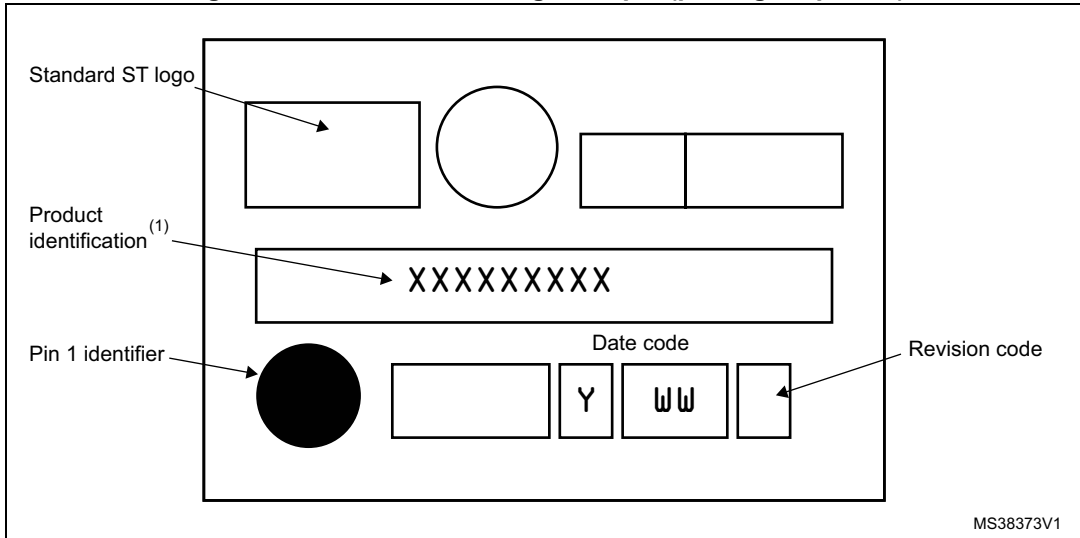 Standard ST logo
Product
identification (1)
XXXXXXXXX
Date code
Pin 1 identifier
Revision code
Y WW
MS38373V1